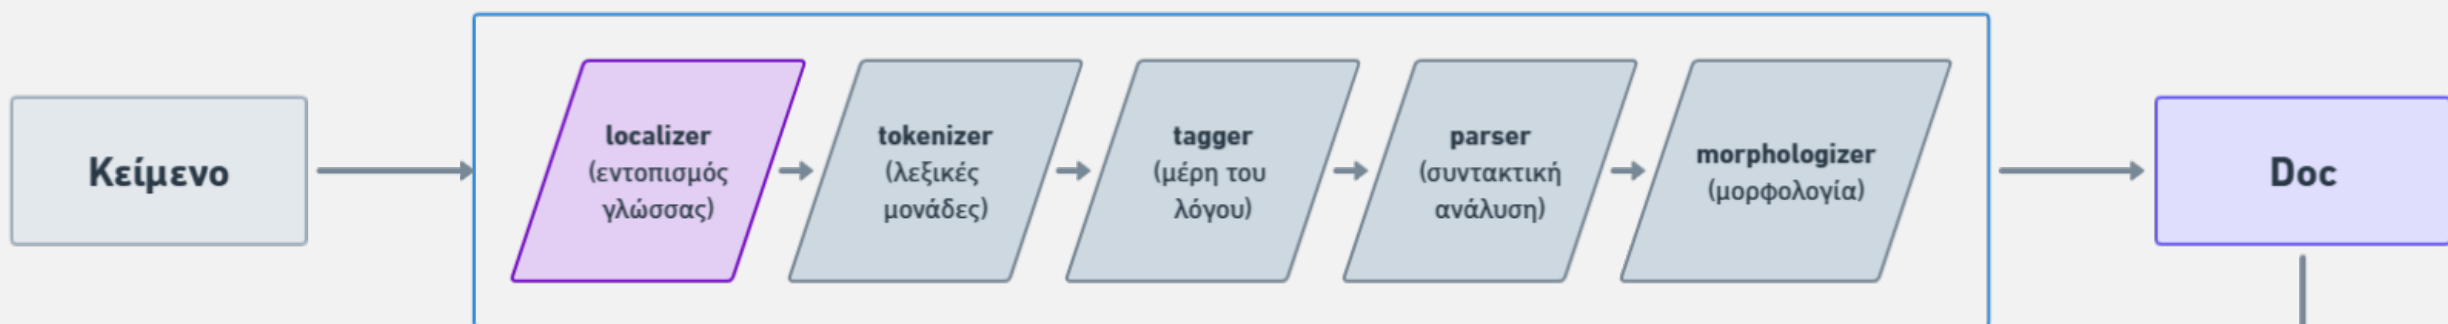 Κείμενο
localizer
(εντοπισμός
γλώσσας)
tokenizer
(λεξικές
μονάδες)
tagger
(μέρη του
λόγου)
parser
(συντακτική
ανάλυση)
morphologizer
(μορφολογία)
Doc